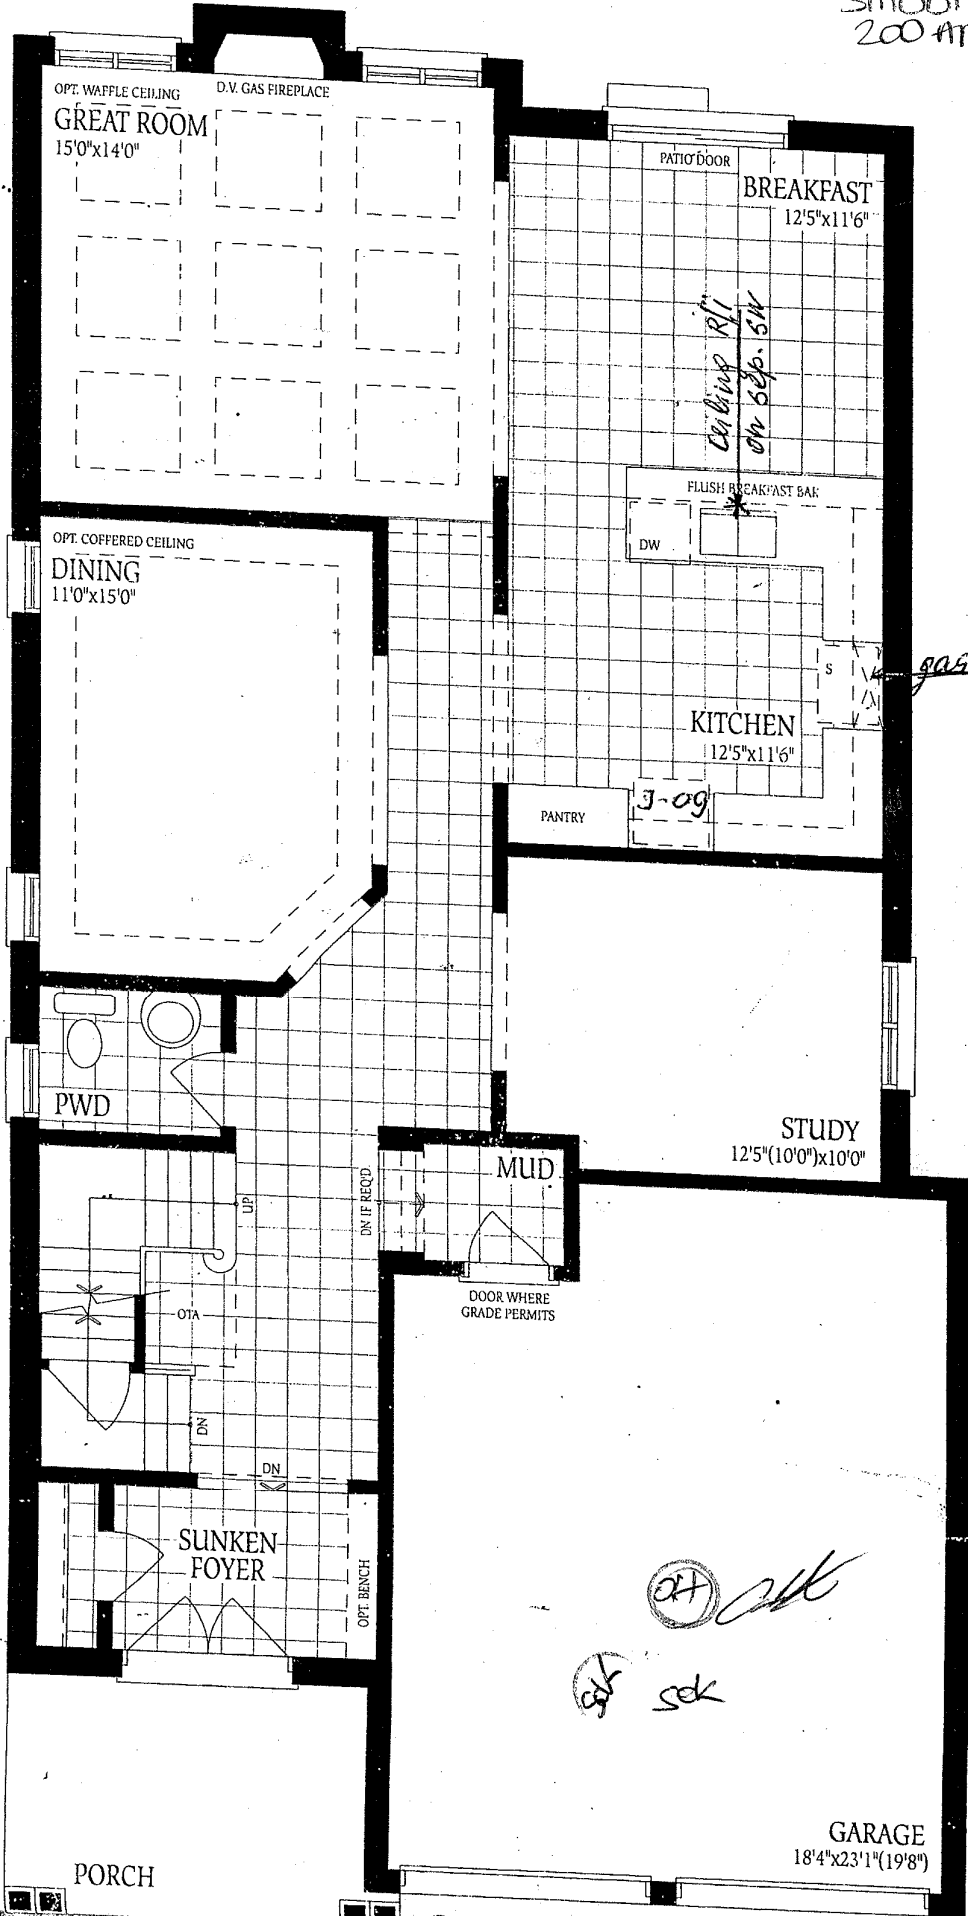 200 AM
OPT. WAFFLE CEILING
D.V. GAS FIREPLACE
GREAT ROOM
15'0"x14'0"
PATIO DOOR
BREAKFAST
12'5"x11'6"
ceiling R/I
on sep. sw
FLUSH BREAKFAST BAR
DW
OPT. COFFERED CEILING
DINING
11'0"x15'0"
S
gas
KITCHEN
12'5"x11'6"
PANTRY
J-09
PWD
STUDY
12'5"(10'0")x10'0"
MUD
UP
DN IF REQ'D
DOOR WHERE
GRADE PERMITS
OTA
DN
DN
SUNKEN
FOYER
OPT. BENCH
GARAGE
18'4"x23'1"(19'8")
PORCH